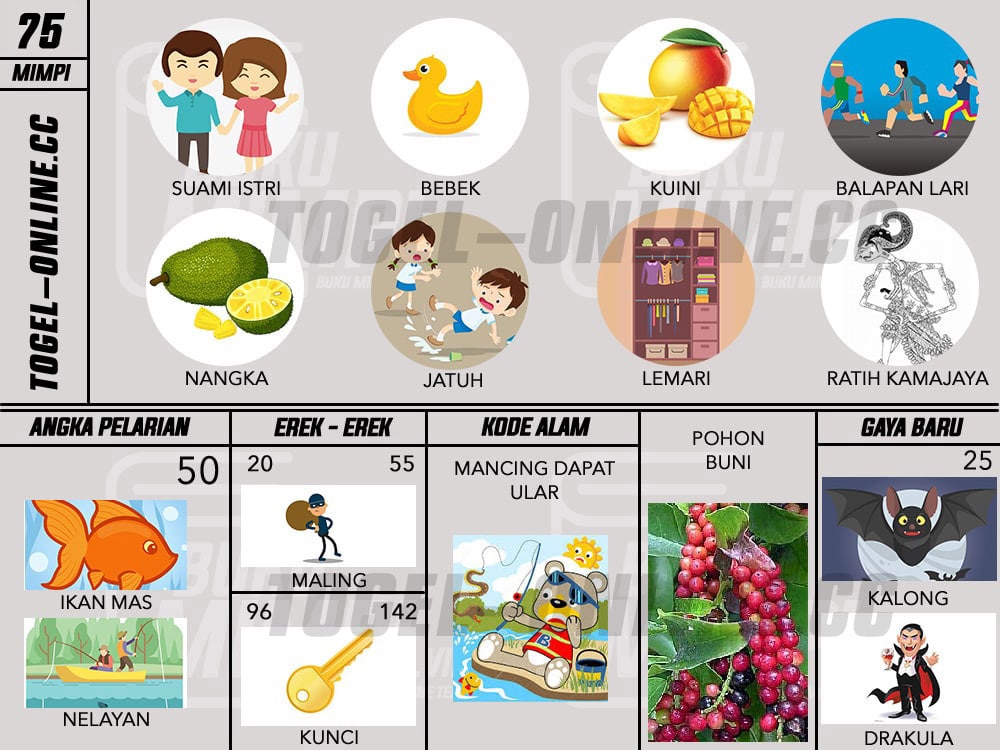 75
MIMPI
TOGEL-ONLINE.CC
SUAMI ISTRI
BEBEK
KUINI
BALAPAN LARI
TOGEL-ONLINE.CC
NANGKA
JATUH
LEMARI
RATIH KAMAJAYA
ANGKA PELARIAN
50
IKAN MAS
NELAYAN
EREK - EREK
20 55
MALING
96 142
KUNCI
KODE ALAM
MANCING DAPAT
ULAR
B
POHON
BUNI
GAYA BARU
25
KALONG
DRAKULA
TOGEL-ONLINE.CC